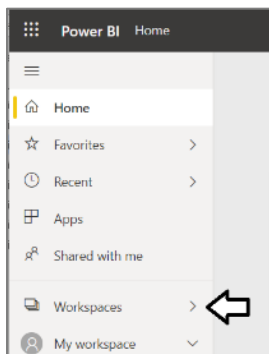 Power BI Home
Home
Favorites
Recent
Apps
Shared with me
Workspaces
My workspace